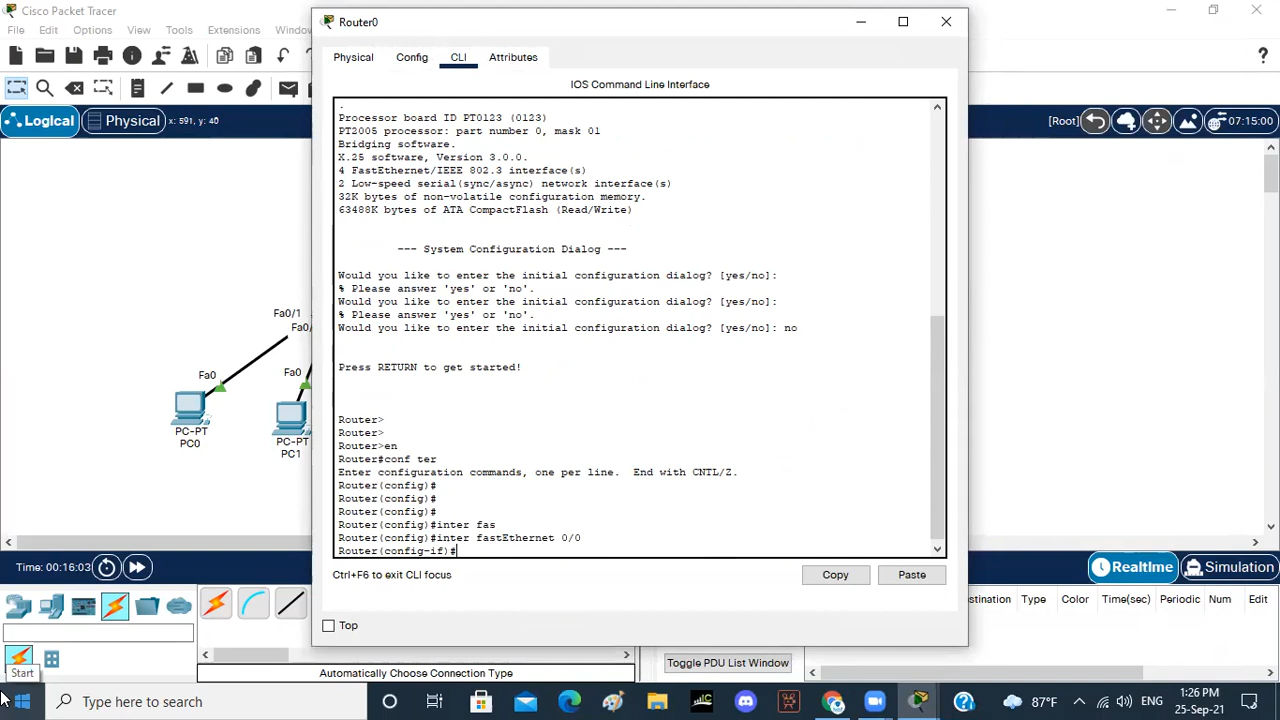 Cisco Packet Tracer
File Edit Options View Tools Extensions Window
Logical
Physical
x: 591, y: 40
[Root]
07:15:00
Router0
Physical Config CLI Attributes
IOS Command Line Interface
.
Processor board ID PT0123 (0123)
PT2005 processor: part number 0, mask 01
Bridging software.
X.25 software, Version 3.0.0.
4 FastEthernet/IEEE 802.3 interface(s)
2 Low-speed serial(sync/async) network interface(s)
32K bytes of non-volatile configuration memory.
63488K bytes of ATA CompactFlash (Read/Write)
--- System Configuration Dialog ---
Would you like to enter the initial configuration dialog? [yes/no]:
% Please answer 'yes' or 'no'.
Would you like to enter the initial configuration dialog? [yes/no]:
% Please answer 'yes' or 'no'.
Would you like to enter the initial configuration dialog? [yes/no]: no
Press RETURN to get started!
Router>
Router>
Router>en
Router#conf ter
Enter configuration commands, one per line.  End with CNTL/Z.
Router(config)#
Router(config)#
Router(config)#
Router(config)#inter fas
Router(config)#inter fastEthernet 0/0
Router(config-if)#
Ctrl+F6 to exit CLI focus
Copy
Paste
Top
Fa0/1
Fa0/
Fa0
Fa0
PC-PT
PC0
PC-PT
PC1
Time: 00:16:03
Realtime
Simulation
stination Type Color Time(sec) Periodic Num Edit
Automatically Choose Connection Type
Toggle PDU List Window
Start
Type here to search
87°F
1:26 PM
25-Sep-21